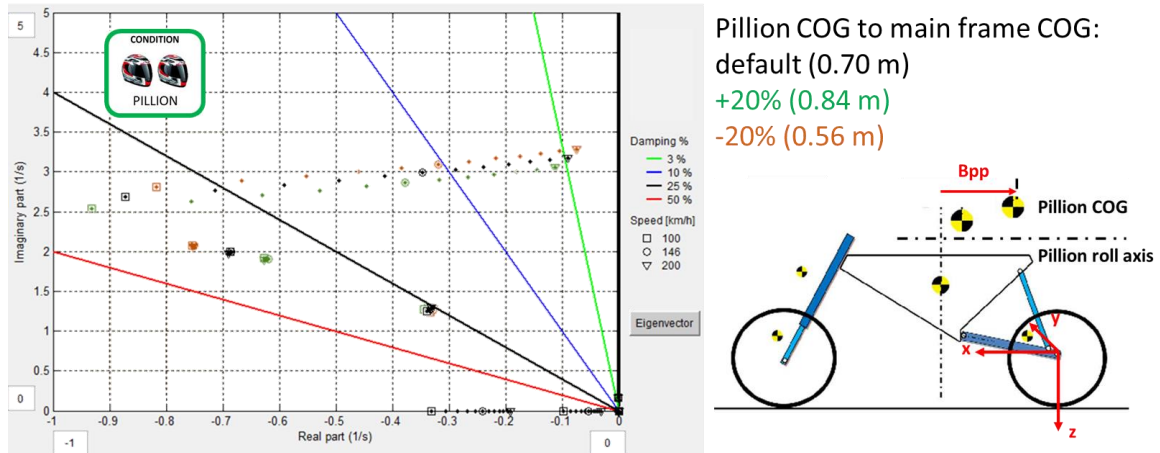 5
CONDITION
PILLION
5
4.5
4
3.5
3
2.5
2
1.5
1
0.5
0
0
Imaginary part (1/s)
-1
-0.9
-0.8
-0.7
-0.6
-0.5
-0.4
-0.3
-0.2
-0.1
0
Real part (1/s)
-1
0
Damping %
3 %
10 %
25 %
50 %
Speed [km/h]
100
146
200
Eigenvector
Pillion COG to main frame COG:
default (0.70 m)
+20% (0.84 m)
-20% (0.56 m)
Bpp
Pillion COG
Pillion roll axis
y
x
z